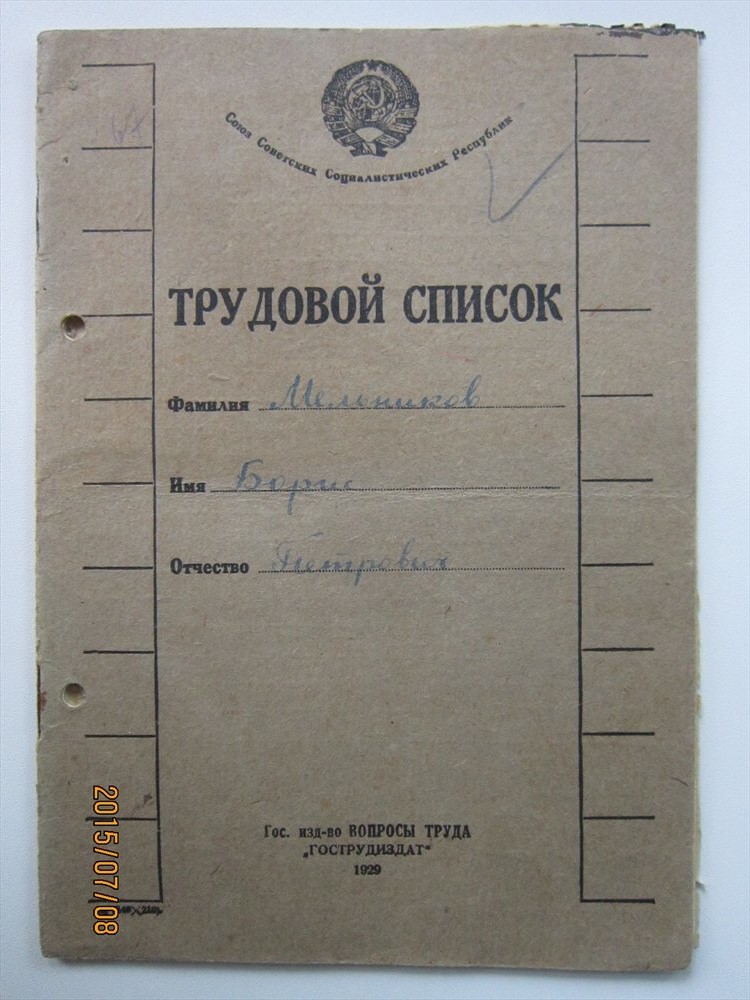 Союз Советских Социалистических Республик
ТРУДОВОЙ СПИСОК
Фамилия Мельников
Имя Борис
Отчество Петрович
Гос. изд-во ВОПРОСЫ ТРУДА
„ГОСТРУДИЗДАТ“
1929
2015/07/08